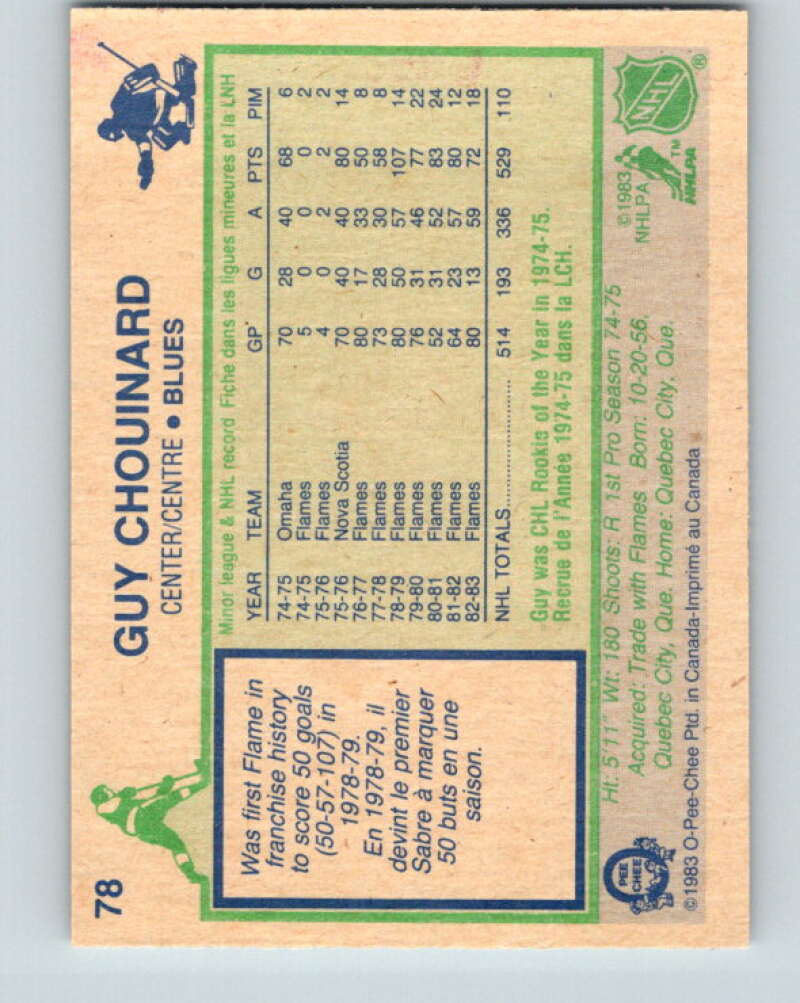 78
GUY CHOUINARD
CENTER/CENTRE • BLUES
Was first Flame in
franchise history
to score 50 goals
(50-57-107) in
1978-79.
En 1978-79, il
devint le premier
Sabre à marquer
50 buts en une
saison.
Minor league & NHL record Fiche dans les ligues mineures et la LNH
YEAR TEAM GP G A PTS PIM
74-75 Omaha 70 28 40 68 6
74-75 Flames 5 0 0 0 2
75-76 Flames 4 0 2 2 2
75-76 Nova Scotia 70 40 40 80 14
76-77 Flames 80 17 33 50 8
77-78 Flames 73 28 30 58 8
78-79 Flames 80 50 57 107 14
79-80 Flames 76 31 46 77 22
80-81 Flames 52 31 52 83 24
81-82 Flames 64 23 57 80 12
82-83 Flames 80 13 59 72 18
NHL TOTALS 514 193 336 529 110
Guy was CHL Rookie of the Year in 1974-75.
Recrue de l'Année 1974-75 dans la LCH.
Ht: 5'11" Wt: 180 Shoots: R 1st Pro Season 74-75
Acquired: Trade with Flames Born: 10-20-56,
Quebec City, Que. Home: Quebec City, Que.
©1983 O-Pee-Chee Ptd. in Canada-Imprimé au Canada
O PEE CHEE
©1983
NHLPA
NHLPA™
NHL®